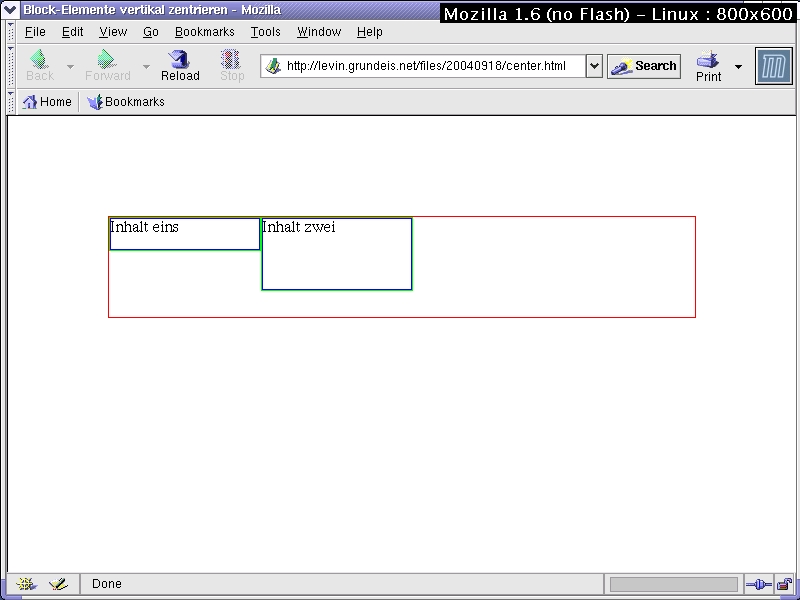 Block-Elemente vertikal zentrieren - Mozilla
Mozilla 1.6 (no Flash) – Linux : 800x600
File Edit View Go Bookmarks Tools Window Help
Back Forward Reload Stop http://levin.grundeis.net/files/20040918/center.html Search Print
Home Bookmarks
Inhalt eins Inhalt zwei
Done